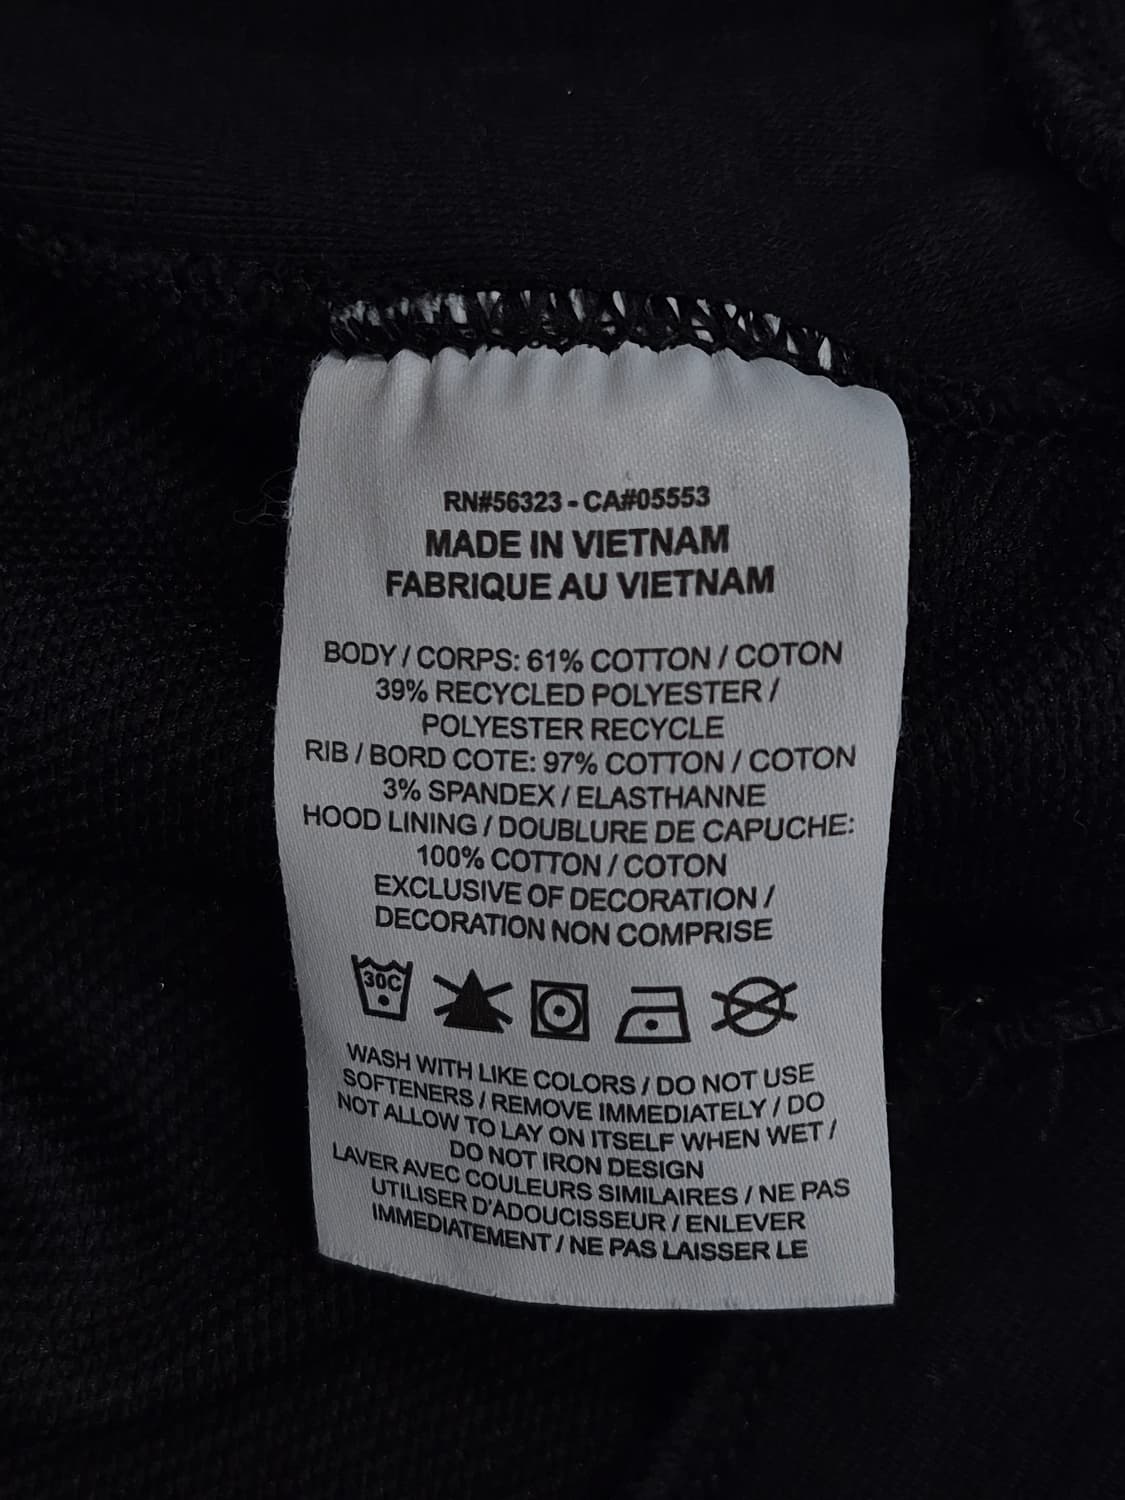 RN#56323 - CA#05553
MADE IN VIETNAM
FABRIQUE AU VIETNAM
BODY / CORPS: 61% COTTON / COTON
39% RECYCLED POLYESTER /
POLYESTER RECYCLE
RIB / BORD COTE: 97% COTTON / COTON
3% SPANDEX / ELASTHANNE
HOOD LINING / DOUBLURE DE CAPUCHE:
100% COTTON / COTON
EXCLUSIVE OF DECORATION /
DECORATION NON COMPRISE
30C
WASH WITH LIKE COLORS / DO NOT USE
SOFTENERS / REMOVE IMMEDIATELY / DO
NOT ALLOW TO LAY ON ITSELF WHEN WET /
DO NOT IRON DESIGN
LAVER AVEC COULEURS SIMILAIRES / NE PAS
UTILISER D'ADOUCISSEUR / ENLEVER
IMMEDIATEMENT / NE PAS LAISSER LE